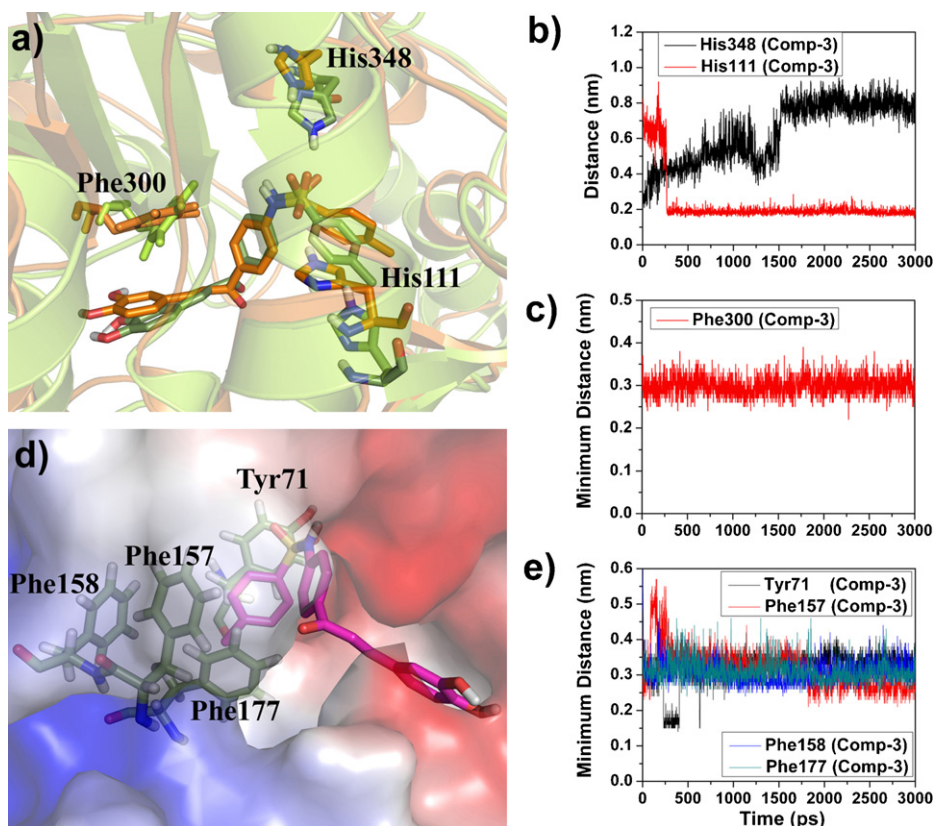 a)
His348
Phe300
His111
b)
His348 (Comp-3)
His111 (Comp-3)
Distance (nm)
1.0
0.8
0.6
0.4
0.2
0.0
0 500 1000 1500 2000 2500 3000
c)
Phe300 (Comp-3)
Minimum Distance (nm)
0.5
0.4
0.3
0.2
0.1
0.0
0 500 1000 1500 2000 2500 3000
d)
Tyr71
Phe157
Phe158
Phe177
e)
Tyr71 (Comp-3)
Phe157 (Comp-3)
Phe158 (Comp-3)
Phe177 (Comp-3)
Minimum Distance (nm)
0.6
0.5
0.4
0.3
0.2
0.1
0.0
0 500 1000 1500 2000 2500 3000
Time (ps)